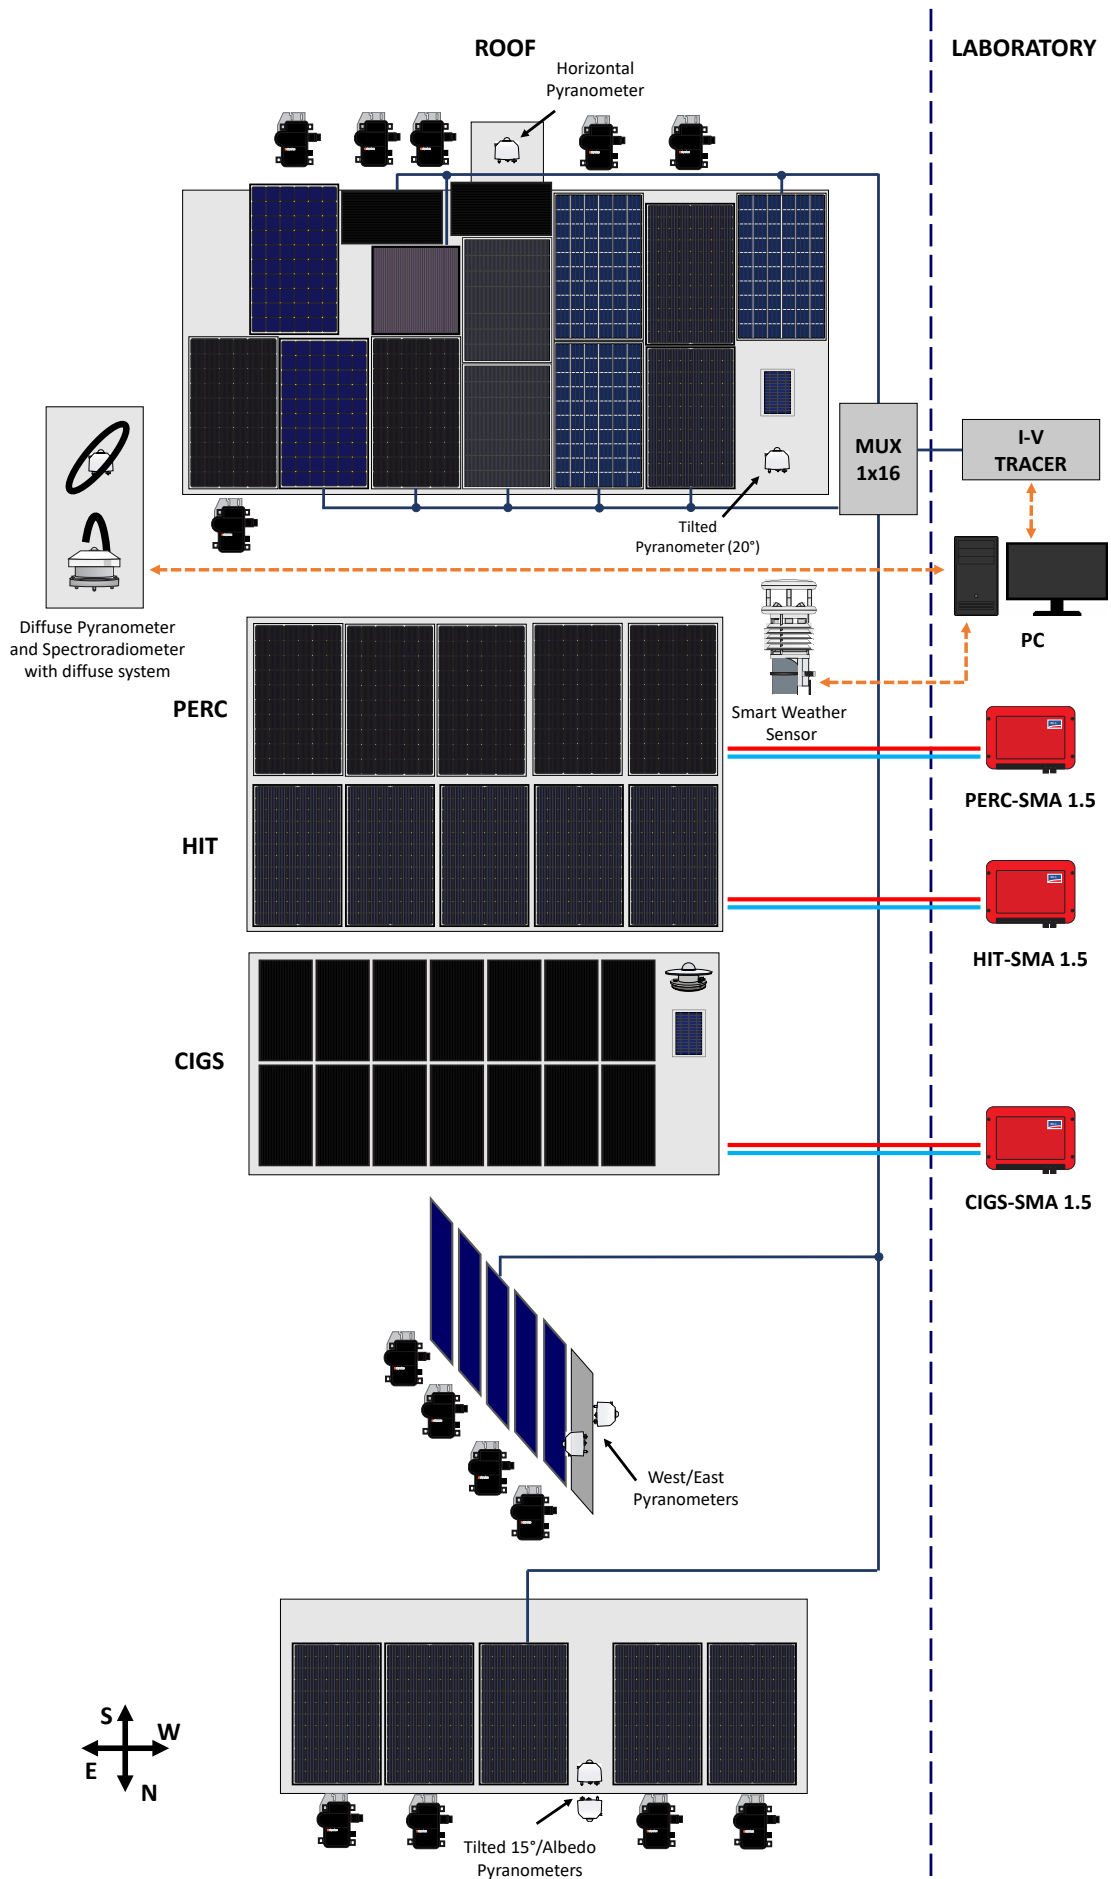 ROOF
LABORATORY
Horizontal
Pyranometer
MUX
1x16
I-V
TRACER
Tilted
Pyranometer (20°)
Diffuse Pyranometer
and Spectroradiometer
with diffuse system
PC
Smart Weather
Sensor
PERC
PERC-SMA 1.5
HIT
HIT-SMA 1.5
CIGS
CIGS-SMA 1.5
West/East
Pyranometers
S
W
E
N
Tilted 15°/Albedo
Pyranometers